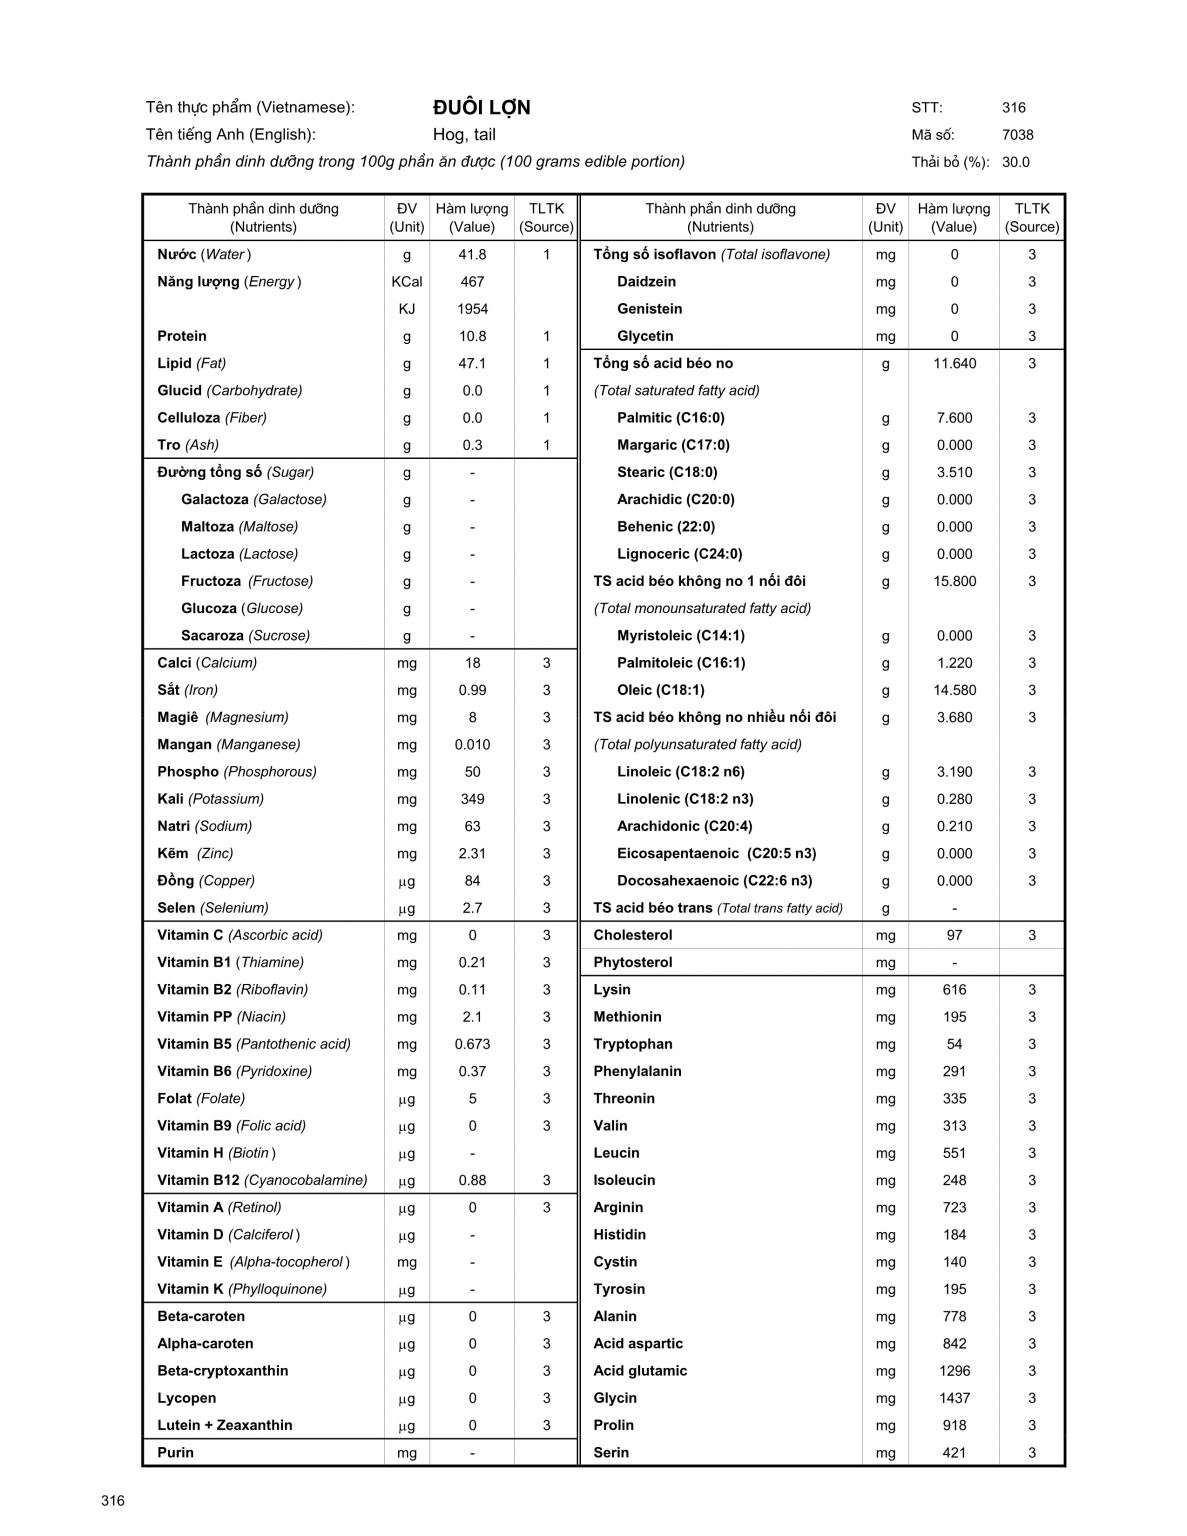 Tên thực phẩm (Vietnamese): ĐUÔI LỢN STT: 316
Tên tiếng Anh (English): Hog, tail Mã số: 7038
Thành phần dinh dưỡng trong 100g phần ăn được (100 grams edible portion) Thải bỏ (%): 30.0
Thành phần dinh dưỡng ĐV Hàm lượng TLTK
(Nutrients) (Unit) (Value) (Source)
Nước (Water) g 41.8 1
Năng lượng (Energy) KCal 467
KJ 1954
Protein g 10.8 1
Lipid (Fat) g 47.1 1
Glucid (Carbohydrate) g 0.0 1
Celluloza (Fiber) g 0.0 1
Tro (Ash) g 0.3 1
Đường tổng số (Sugar) g -
Galactoza (Galactose) g -
Maltoza (Maltose) g -
Lactoza (Lactose) g -
Fructoza (Fructose) g -
Glucoza (Glucose) g -
Sacaroza (Sucrose) g -
Calci (Calcium) mg 18 3
Sắt (Iron) mg 0.99 3
Magiê (Magnesium) mg 8 3
Mangan (Manganese) mg 0.010 3
Phospho (Phosphorous) mg 50 3
Kali (Potassium) mg 349 3
Natri (Sodium) mg 63 3
Kẽm (Zinc) mg 2.31 3
Đồng (Copper) µg 84 3
Selen (Selenium) µg 2.7 3
Vitamin C (Ascorbic acid) mg 0 3
Vitamin B1 (Thiamine) mg 0.21 3
Vitamin B2 (Riboflavin) mg 0.11 3
Vitamin PP (Niacin) mg 2.1 3
Vitamin B5 (Pantothenic acid) mg 0.673 3
Vitamin B6 (Pyridoxine) mg 0.37 3
Folat (Folate) µg 5 3
Vitamin B9 (Folic acid) µg 0 3
Vitamin H (Biotin) µg -
Vitamin B12 (Cyanocobalamine) µg 0.88 3
Vitamin A (Retinol) µg 0 3
Vitamin D (Calciferol) µg -
Vitamin E (Alpha-tocopherol) mg -
Vitamin K (Phylloquinone) µg -
Beta-caroten µg 0 3
Alpha-caroten µg 0 3
Beta-cryptoxanthin µg 0 3
Lycopen µg 0 3
Lutein + Zeaxanthin µg 0 3
Purin mg -
Thành phần dinh dưỡng ĐV Hàm lượng TLTK
(Nutrients) (Unit) (Value) (Source)
Tổng số isoflavon (Total isoflavone) mg 0 3
Daidzein mg 0 3
Genistein mg 0 3
Glycetin mg 0 3
Tổng số acid béo no g 11.640 3
(Total saturated fatty acid)
Palmitic (C16:0) g 7.600 3
Margaric (C17:0) g 0.000 3
Stearic (C18:0) g 3.510 3
Arachidic (C20:0) g 0.000 3
Behenic (22:0) g 0.000 3
Lignoceric (C24:0) g 0.000 3
TS acid béo không no 1 nối đôi g 15.800 3
(Total monounsaturated fatty acid)
Myristoleic (C14:1) g 0.000 3
Palmitoleic (C16:1) g 1.220 3
Oleic (C18:1) g 14.580 3
TS acid béo không no nhiều nối đôi g 3.680 3
(Total polyunsaturated fatty acid)
Linoleic (C18:2 n6) g 3.190 3
Linolenic (C18:2 n3) g 0.280 3
Arachidonic (C20:4) g 0.210 3
Eicosapentaenoic (C20:5 n3) g 0.000 3
Docosahexaenoic (C22:6 n3) g 0.000 3
TS acid béo trans (Total trans fatty acid) g -
Cholesterol mg 97 3
Phytosterol mg -
Lysin mg 616 3
Methionin mg 195 3
Tryptophan mg 54 3
Phenylalanin mg 291 3
Threonin mg 335 3
Valin mg 313 3
Leucin mg 551 3
Isoleucin mg 248 3
Arginin mg 723 3
Histidin mg 184 3
Cystin mg 140 3
Tyrosin mg 195 3
Alanin mg 778 3
Acid aspartic mg 842 3
Acid glutamic mg 1296 3
Glycin mg 1437 3
Prolin mg 918 3
Serin mg 421 3
316